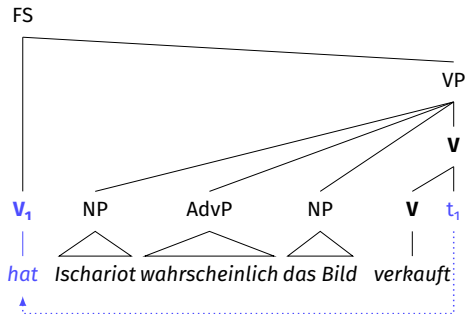 FS
VP
V
V1 NP AdvP NP V t1
hat Ischariot wahrscheinlich das Bild verkauft